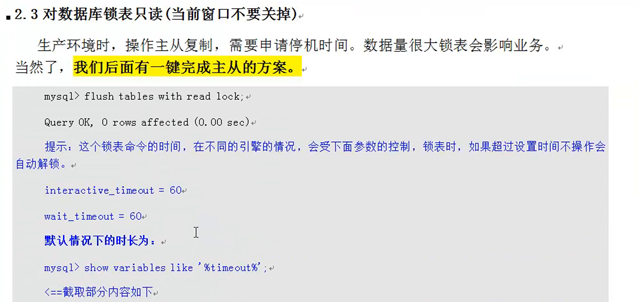 2.3 对数据库锁表只读(当前窗口不要关掉)
生产环境时，操作主从复制，需要申请停机时间。数据量很大锁表会影响业务。
当然了，我们后面有一键完成主从的方案。
mysql> flush tables with read lock;
Query OK, 0 rows affected (0.00 sec)
提示：这个锁表命令的时间，在不同的引擎的情况，会受下面参数的控制，锁表时，如果超过设置时间不操作会
自动解锁。
interactive_timeout = 60
wait_timeout = 60
默认情况下的时长为：
mysql> show variables like '%timeout%';
<==截取部分内容如下